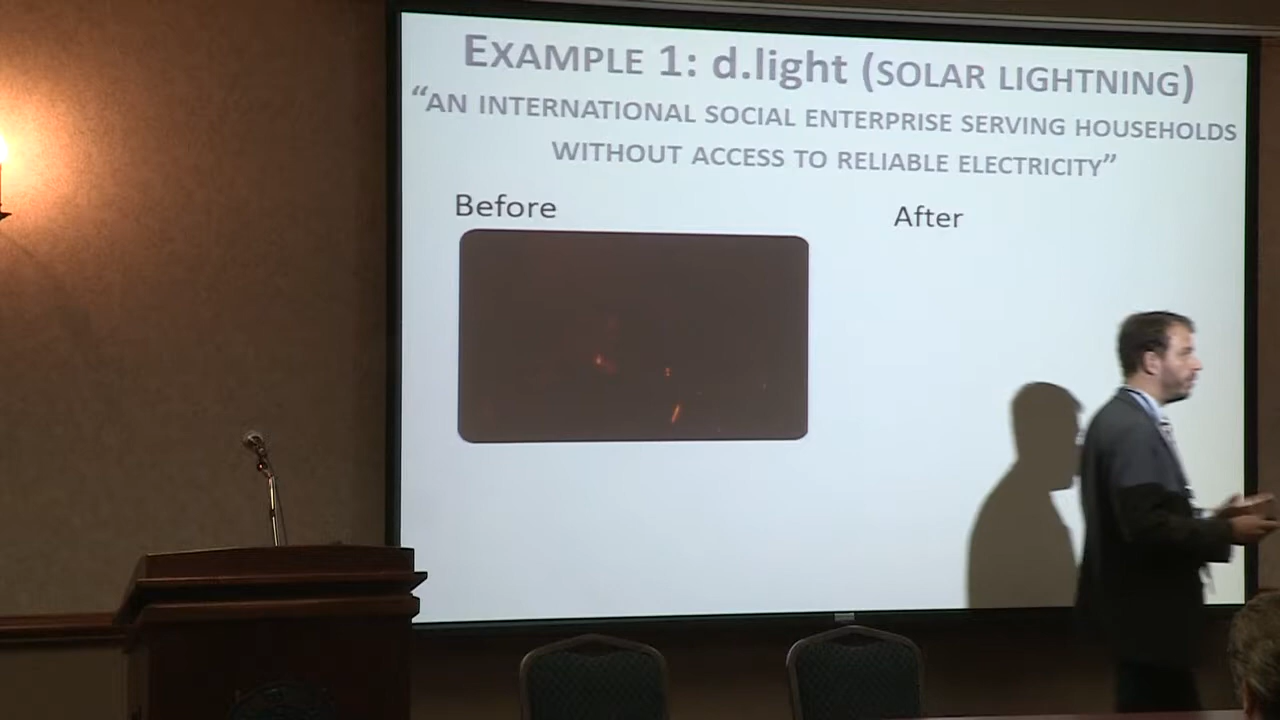 EXAMPLE 1: d.light (SOLAR LIGHTNING)
“AN INTERNATIONAL SOCIAL ENTERPRISE SERVING HOUSEHOLDS
WITHOUT ACCESS TO RELIABLE ELECTRICITY”
Before
After